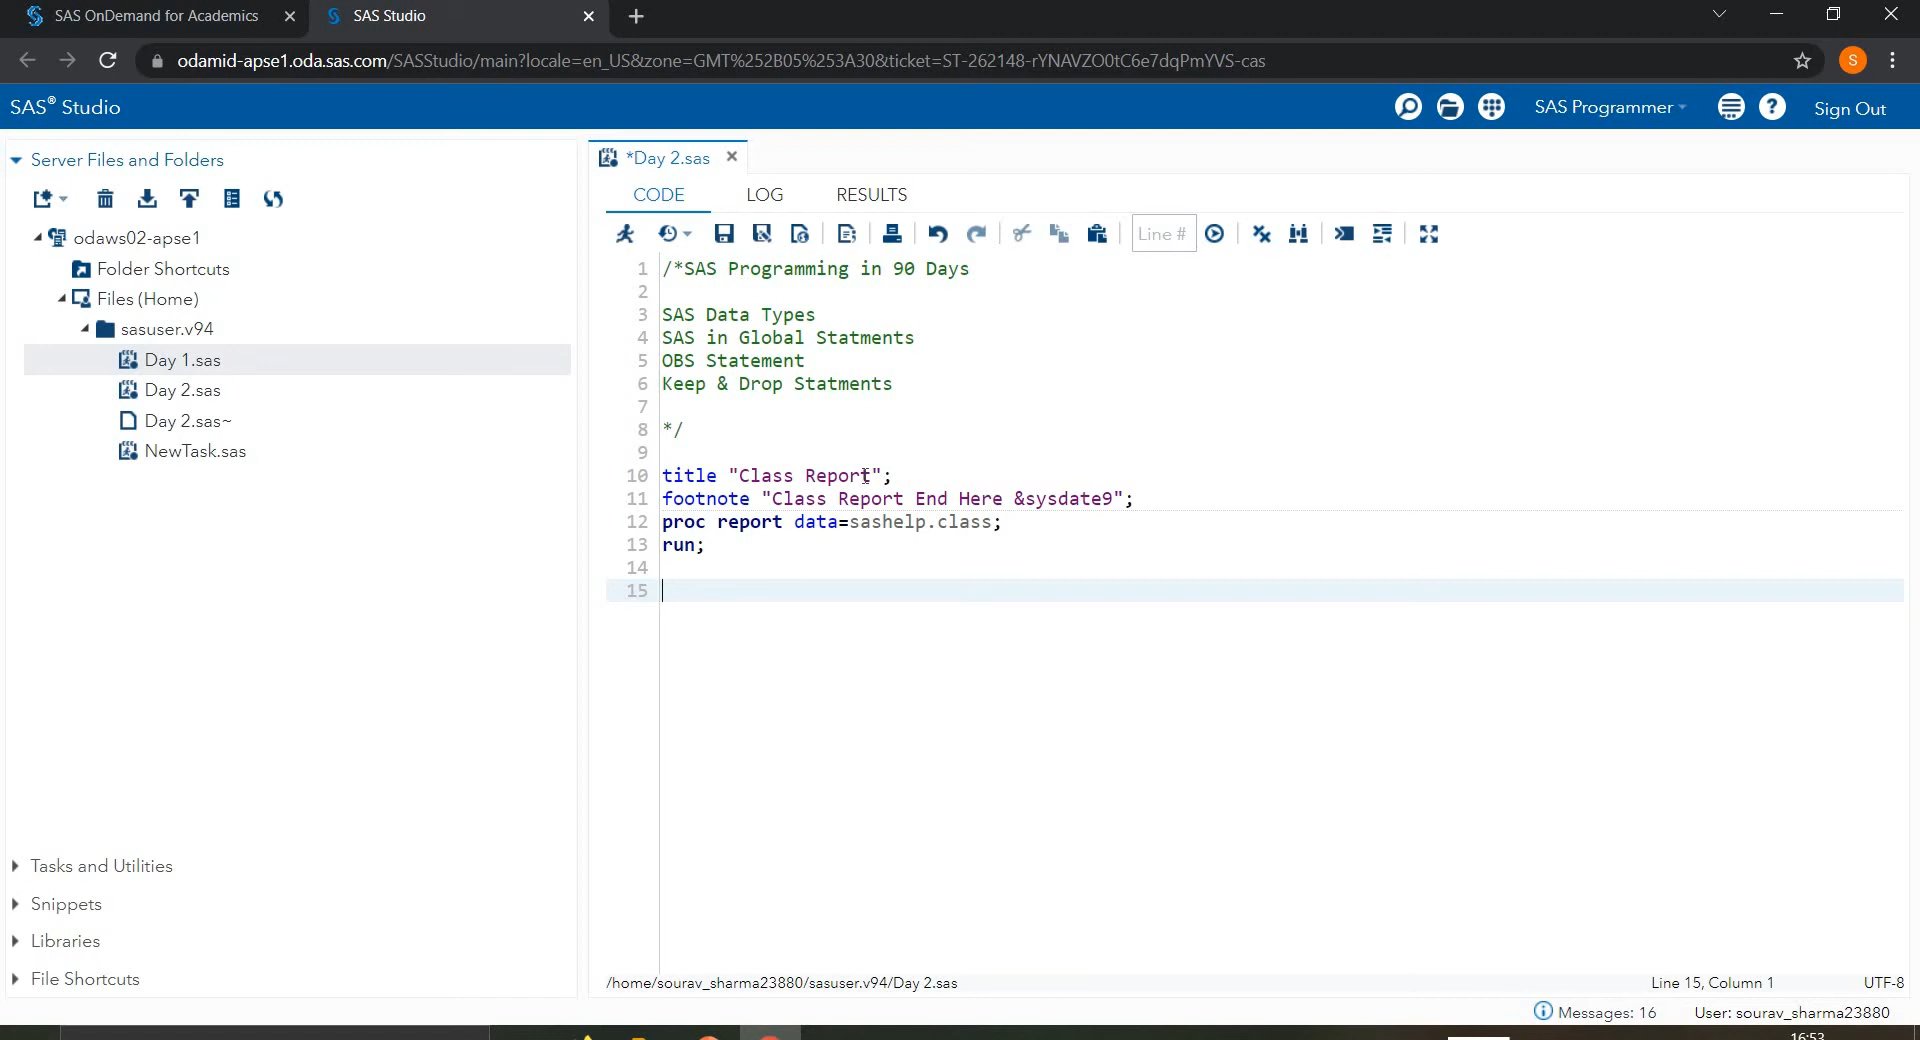 SAS OnDemand for Academics
SAS Studio
odamid-apse1.oda.sas.com/SASStudio/main?locale=en_US&zone=GMT%252B05%253A30&ticket=ST-262148-rYNAVZO0tC6e7dqPmYVS-cas
S
SAS® Studio
SAS Programmer
Sign Out
Server Files and Folders
odaws02-apse1
Folder Shortcuts
Files (Home)
sasuser.v94
Day 1.sas
Day 2.sas
Day 2.sas~
NewTask.sas
Tasks and Utilities
Snippets
Libraries
File Shortcuts
*Day 2.sas
CODE LOG RESULTS
Line #
1 /*SAS Programming in 90 Days
2
3 SAS Data Types
4 SAS in Global Statments
5 OBS Statement
6 Keep & Drop Statments
7
8 */
9
10 title "Class Report";
11 footnote "Class Report End Here &sysdate9";
12 proc report data=sashelp.class;
13 run;
14
15
/home/sourav_sharma23880/sasuser.v94/Day 2.sas
Line 15, Column 1
UTF-8
Messages: 16
User: sourav_sharma23880
16:53